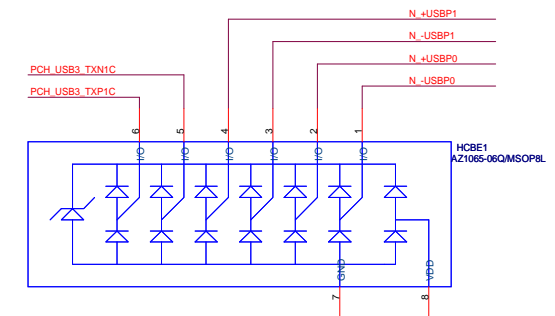 N_+USBP1
N_-USBP1
N_+USBP0
N_-USBP0
PCH_USB3_TXN1C
PCH_USB3_TXP1C
6
5
4
3
2
1
I/O
I/O
I/O
I/O
I/O
I/O
HCBE1
AZ1065-06Q/MSOP8L
GND
VDD
7
8